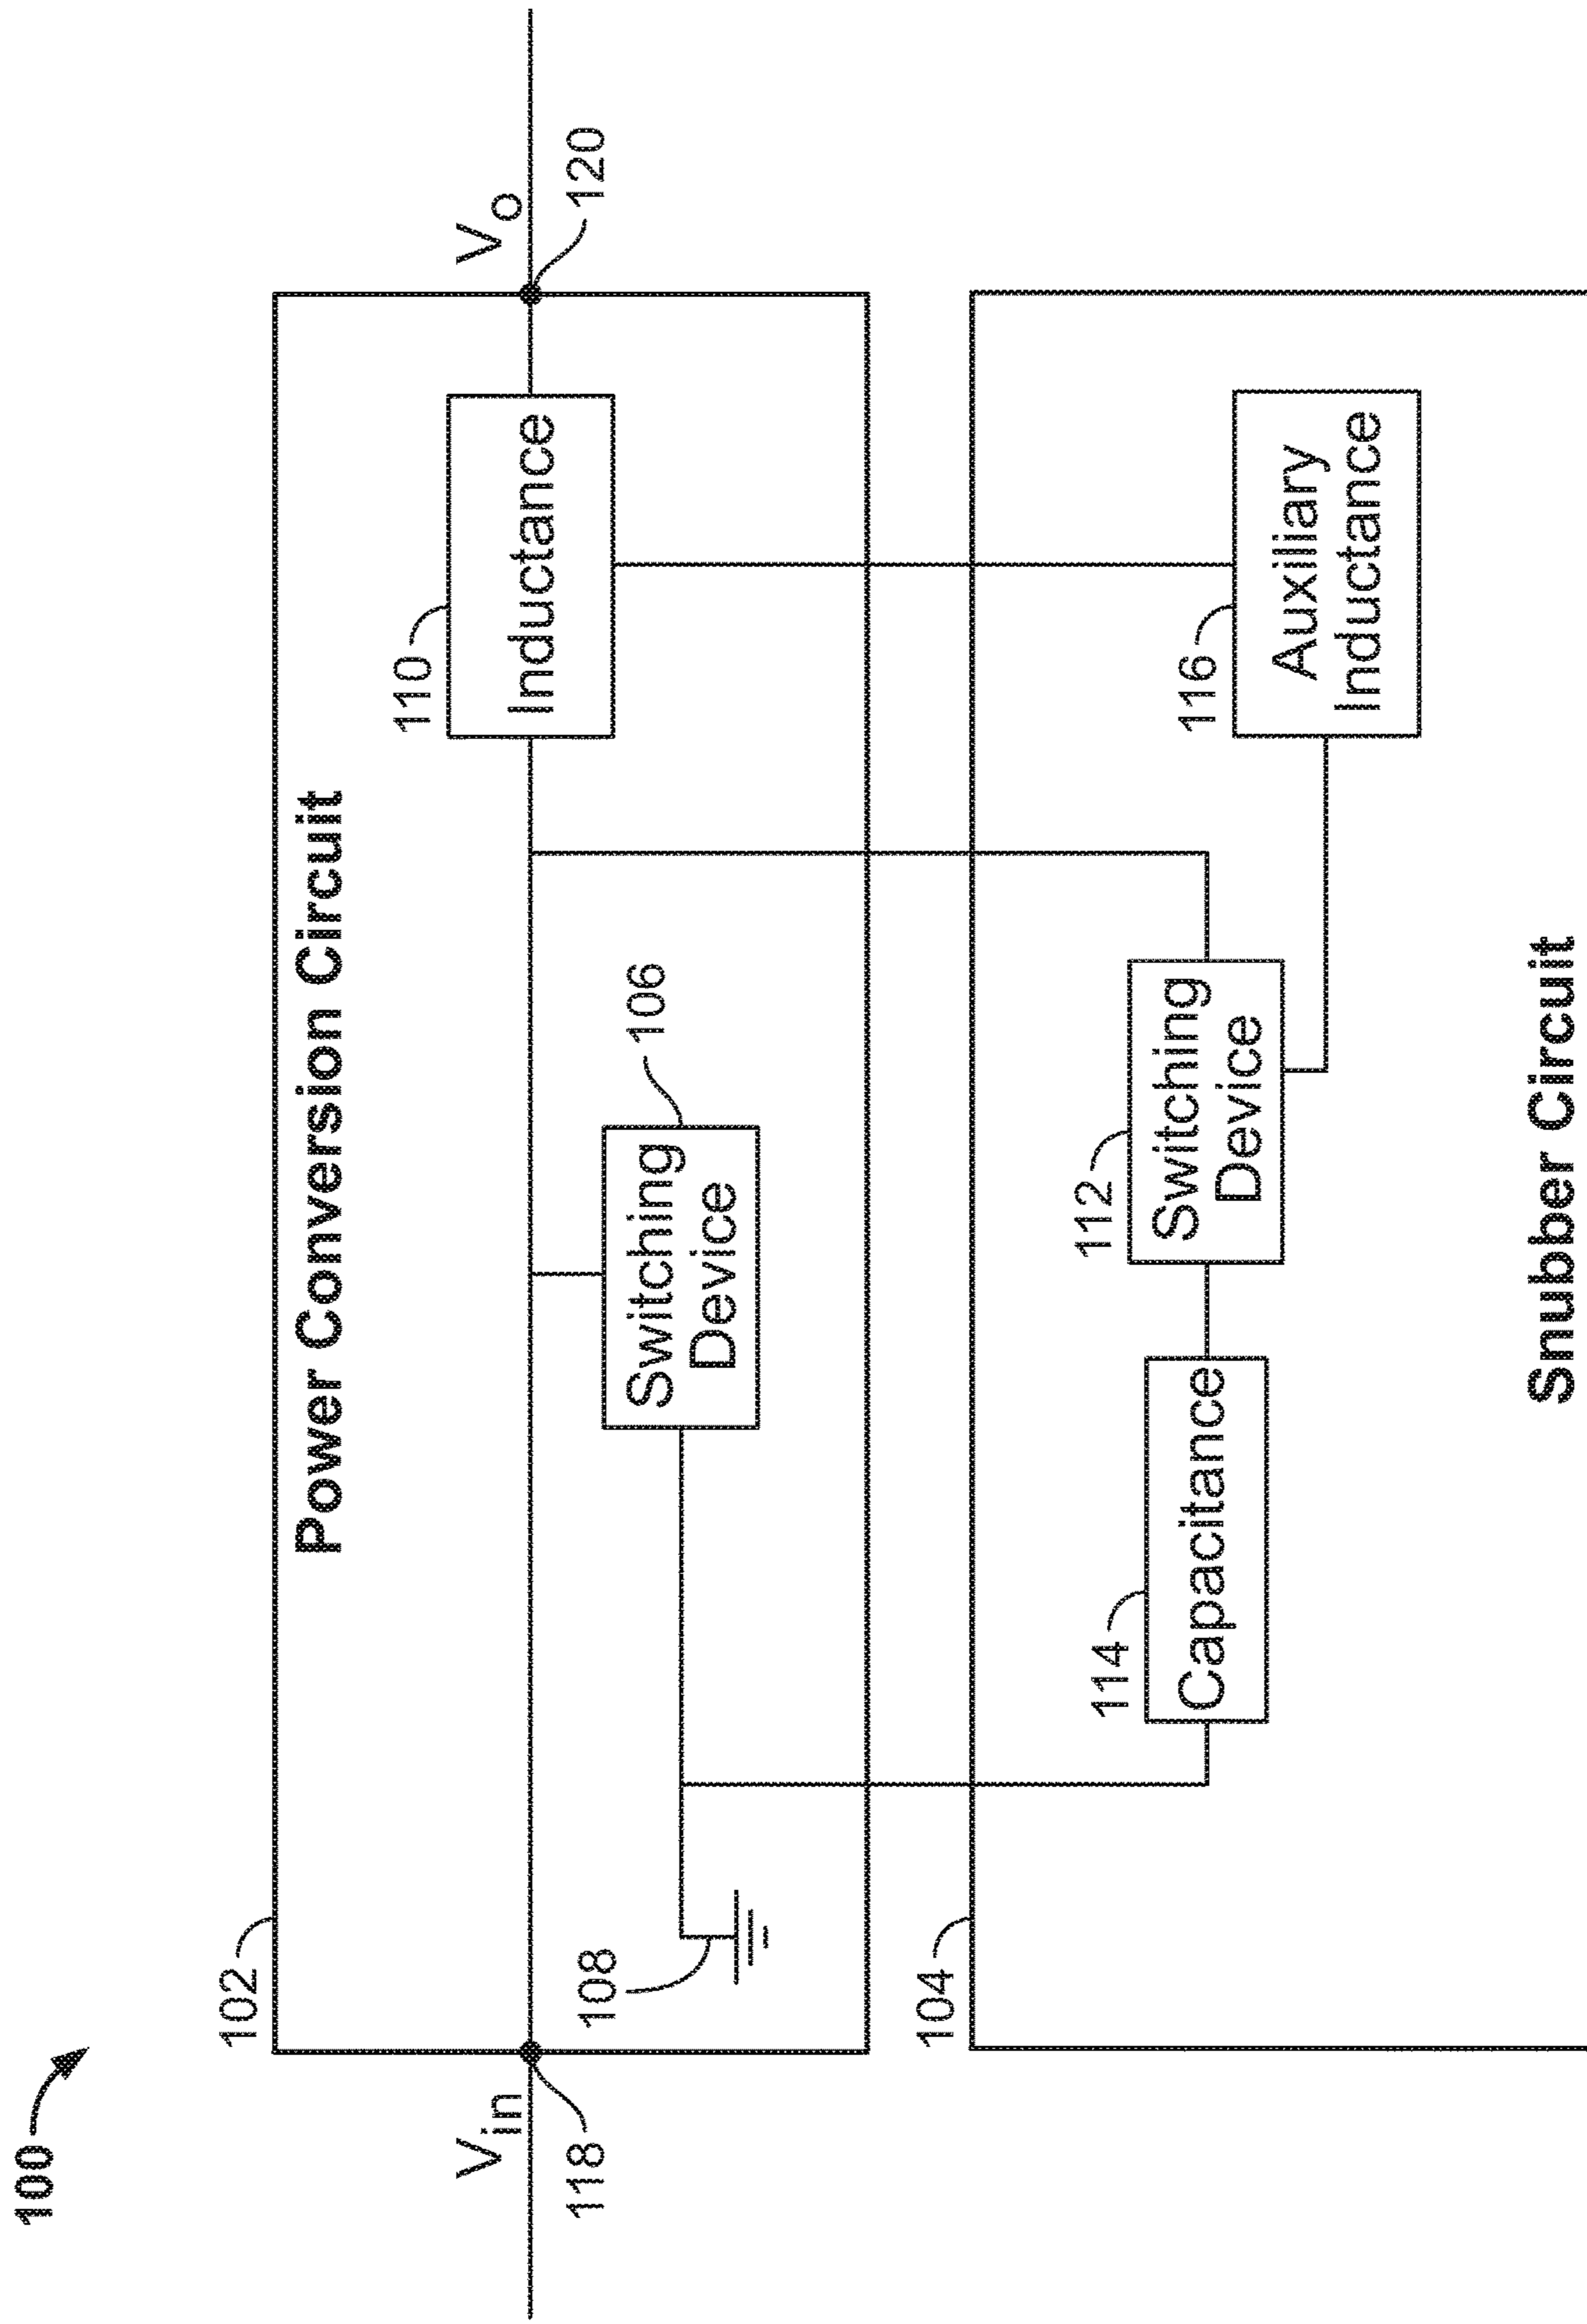 100
102
Power Conversion Circuit
110
Vin
Vo
Inductance
118
108
Switching
Device
106
120
104
112
116
114
Capacitance
Switching
Device
Auxiliary
Inductance
Snubber Circuit